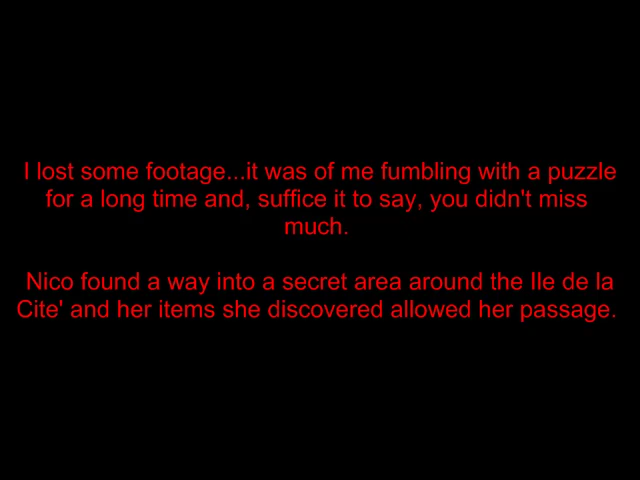 I lost some footage...it was of me fumbling with a puzzle
for a long time and, suffice it to say, you didn't miss
much.
Nico found a way into a secret area around the Ile de la
Cite' and her items she discovered allowed her passage.